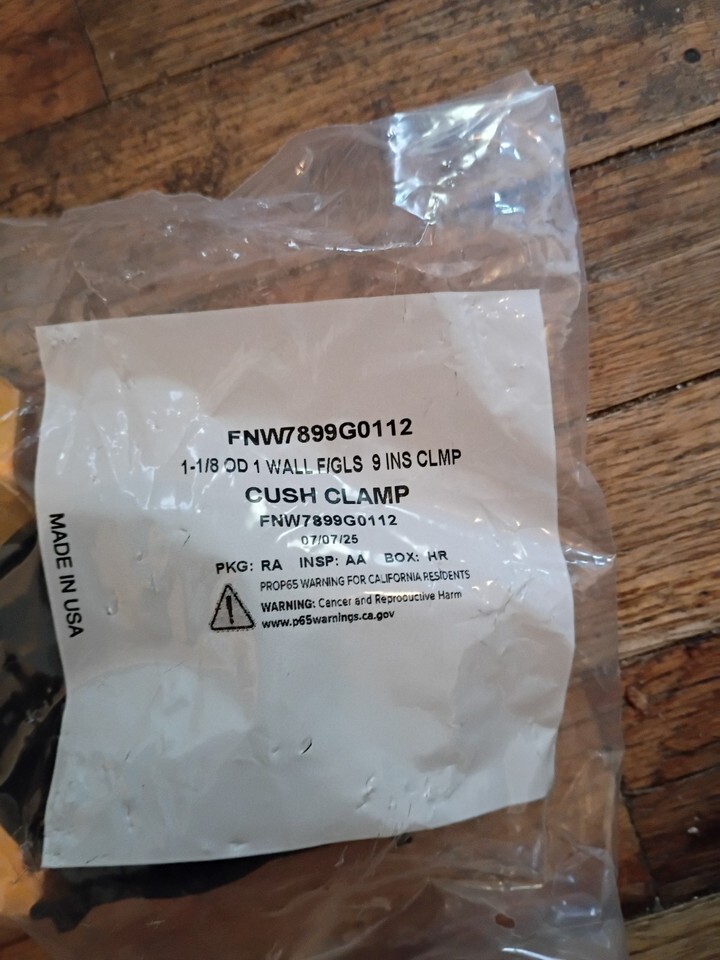 FNW7899G0112
1-1/8 OD 1 WALL F/GLS 9 INS CLMP
CUSH CLAMP
FNW7899G0112
07/07/25
PKG: RA INSP: AA BOX: HR
PROP65 WARNING FOR CALIFORNIA RESIDENTS
WARNING: Cancer and Reproductive Harm
www.p65warnings.ca.gov
MADE IN USA